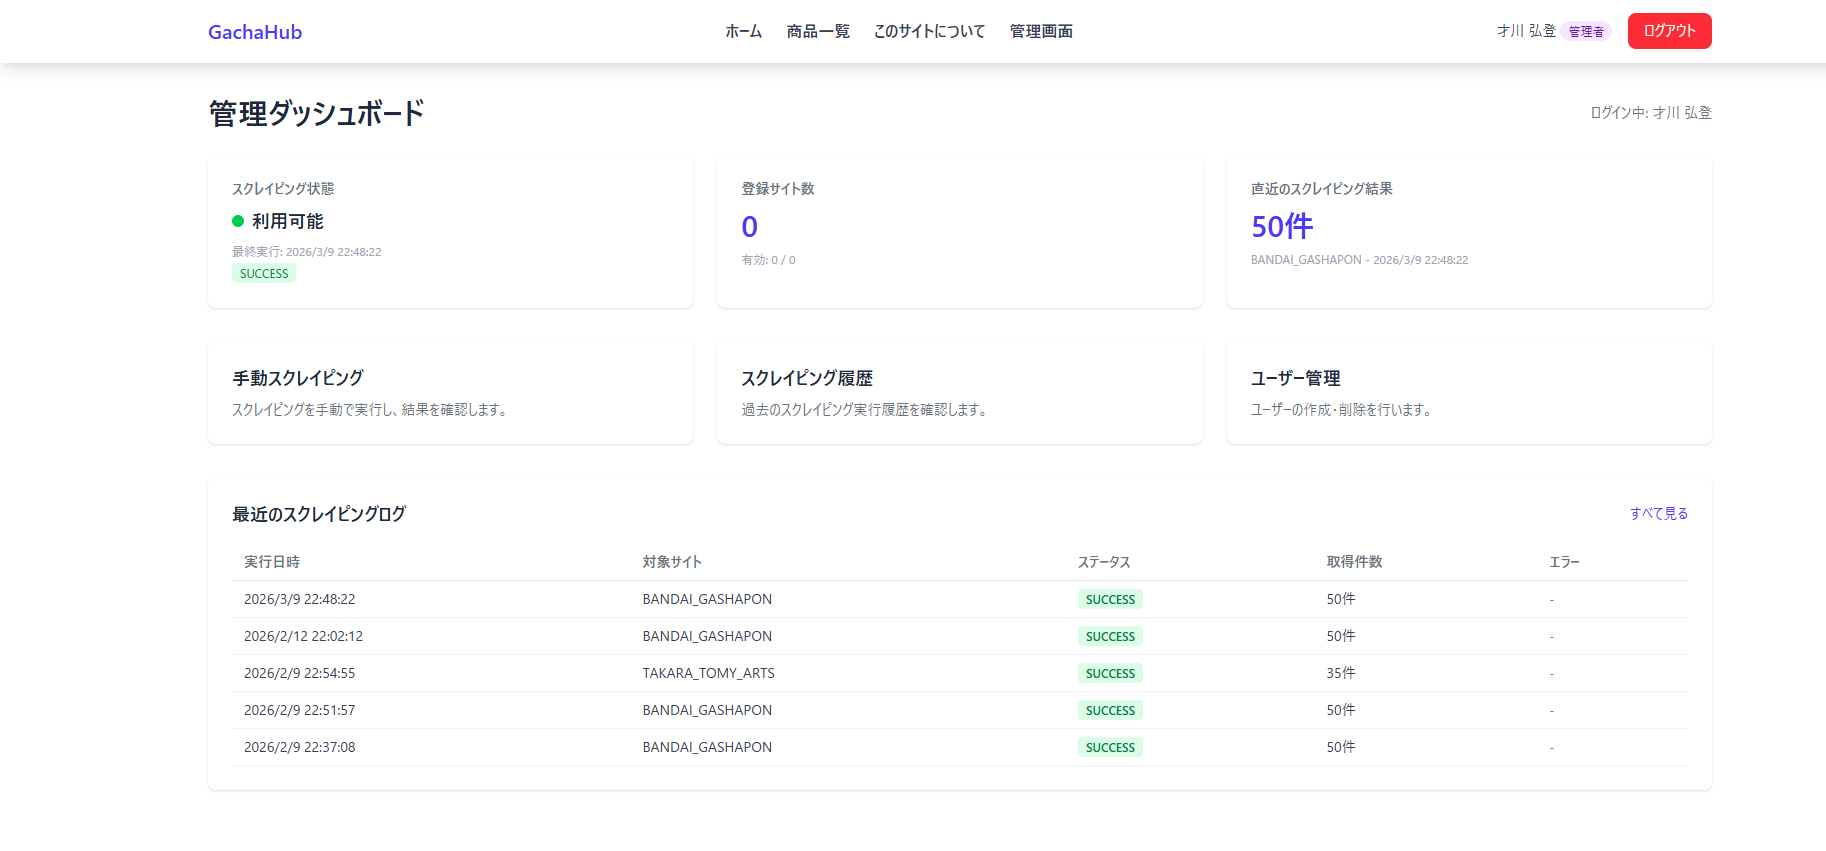 GachaHub
ホーム 商品一覧 このサイトについて 管理画面
才川 弘登 管理者 ログアウト
管理ダッシュボード
ログイン中: 才川 弘登
スクレイピング状態
利用可能
最終実行: 2026/3/9 22:48:22
SUCCESS
登録サイト数
0
有効: 0 / 0
直近のスクレイピング結果
50件
BANDAI_GASHAPON - 2026/3/9 22:48:22
手動スクレイピング
スクレイピングを手動で実行し、結果を確認します。
スクレイピング履歴
過去のスクレイピング実行履歴を確認します。
ユーザー管理
ユーザーの作成・削除を行います。
最近のスクレイピングログ
すべて見る
実行日時 対象サイト ステータス 取得件数 エラー
2026/3/9 22:48:22 BANDAI_GASHAPON SUCCESS 50件 -
2026/2/12 22:02:12 BANDAI_GASHAPON SUCCESS 50件 -
2026/2/9 22:54:55 TAKARA_TOMY_ARTS SUCCESS 35件 -
2026/2/9 22:51:57 BANDAI_GASHAPON SUCCESS 50件 -
2026/2/9 22:37:08 BANDAI_GASHAPON SUCCESS 50件 -